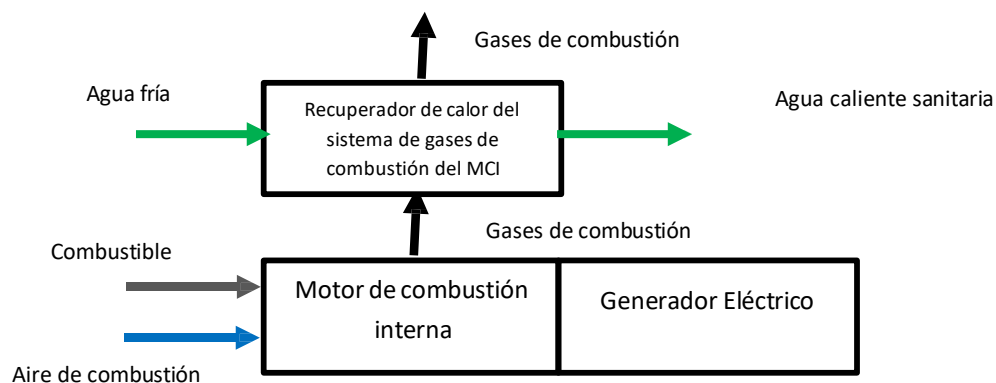 Gases de combustión
Agua fría
Agua caliente sanitaria
Recuperador de calor del
sistema de gases de
combustión del MCI
Gases de combustión
Combustible
Motor de combustión
interna
Generador Eléctrico
Aire de combustión